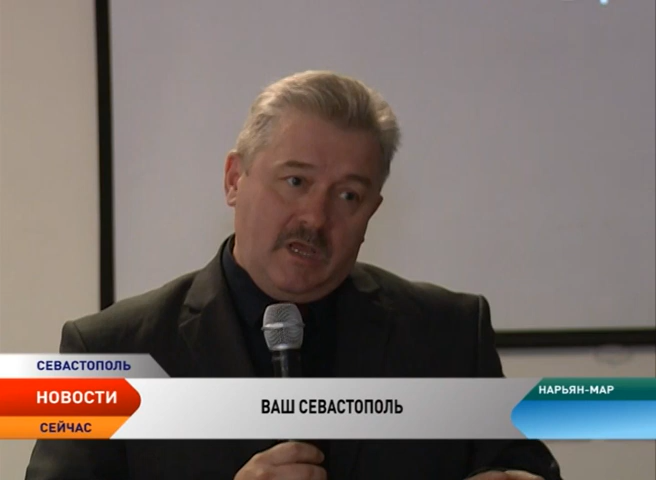 СЕВАСТОПОЛЬ
НОВОСТИ
СЕЙЧАС
ВАШ СЕВАСТОПОЛЬ
НАРЬЯН-МАР